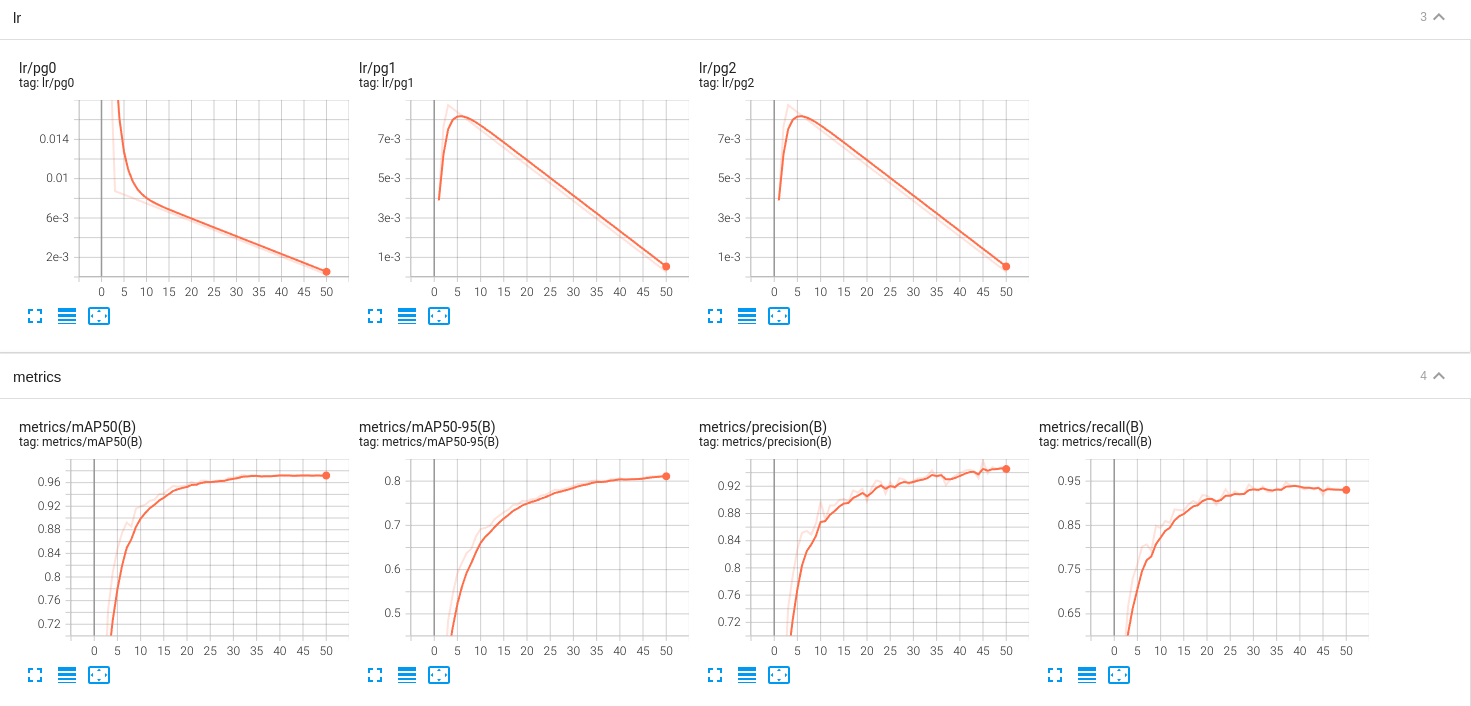 lr
3
lr/pg0
tag: lr/pg0
0.014
0.01
6e-3
2e-3
0 5 10 15 20 25 30 35 40 45 50
lr/pg1
tag: lr/pg1
7e-3
5e-3
3e-3
1e-3
0 5 10 15 20 25 30 35 40 45 50
lr/pg2
tag: lr/pg2
7e-3
5e-3
3e-3
1e-3
0 5 10 15 20 25 30 35 40 45 50
metrics
4
metrics/mAP50(B)
tag: metrics/mAP50(B)
0.96
0.92
0.88
0.84
0.8
0.76
0.72
0 5 10 15 20 25 30 35 40 45 50
metrics/mAP50-95(B)
tag: metrics/mAP50-95(B)
0.8
0.7
0.6
0.5
0 5 10 15 20 25 30 35 40 45 50
metrics/precision(B)
tag: metrics/precision(B)
0.92
0.88
0.84
0.8
0.76
0.72
0 5 10 15 20 25 30 35 40 45 50
metrics/recall(B)
tag: metrics/recall(B)
0.95
0.85
0.75
0.65
0 5 10 15 20 25 30 35 40 45 50